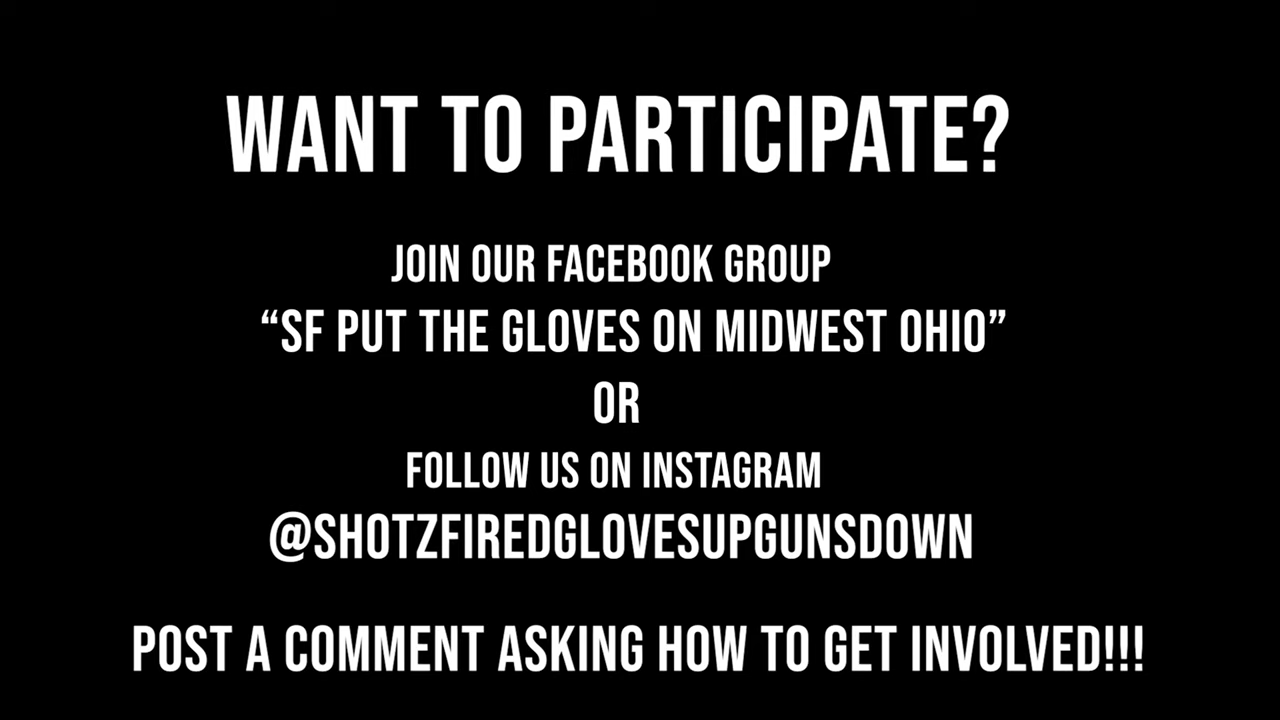 WANT TO PARTICIPATE?
JOIN OUR FACEBOOK GROUP
“SF PUT THE GLOVES ON MIDWEST OHIO”
OR
FOLLOW US ON INSTAGRAM
@SHOTZFIREDGLOVESUPGUNSDOWN
POST A COMMENT ASKING HOW TO GET INVOLVED!!!